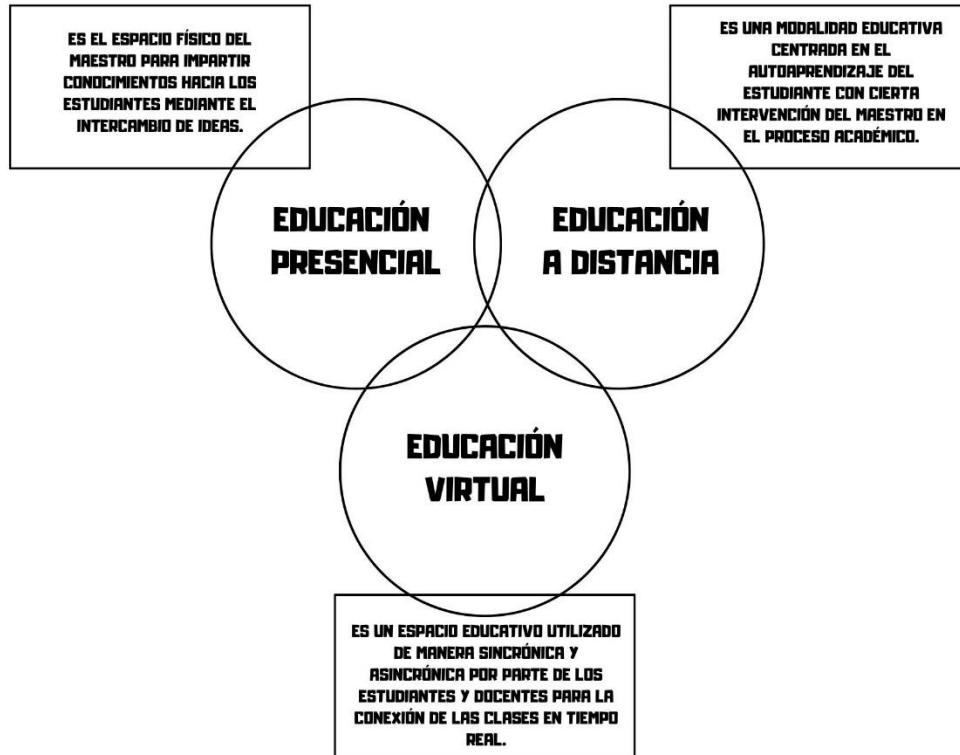 ES EL ESPACIO FÍSICO DEL
MAESTRO PARA IMPARTIR
CONOCIMIENTOS HACIA LOS
ESTUDIANTES MEDIANTE EL
INTERCAMBIO DE IDEAS.
ES UNA MODALIDAD EDUCATIVA
CENTRADA EN EL
AUTOAPRENDIZAJE DEL
ESTUDIANTE CON CIERTA
INTERVENCIÓN DEL MAESTRO EN
EL PROCESO ACADÉMICO.
EDUCACIÓN
PRESENCIAL
EDUCACIÓN
A DISTANCIA
EDUCACIÓN
VIRTUAL
ES UN ESPACIO EDUCATIVO UTILIZADO
DE MANERA SINCRÓNICA Y
ASINCRÓNICA POR PARTE DE LOS
ESTUDIANTES Y DOCENTES PARA LA
CONEXIÓN DE LAS CLASES EN TIEMPO
REAL.